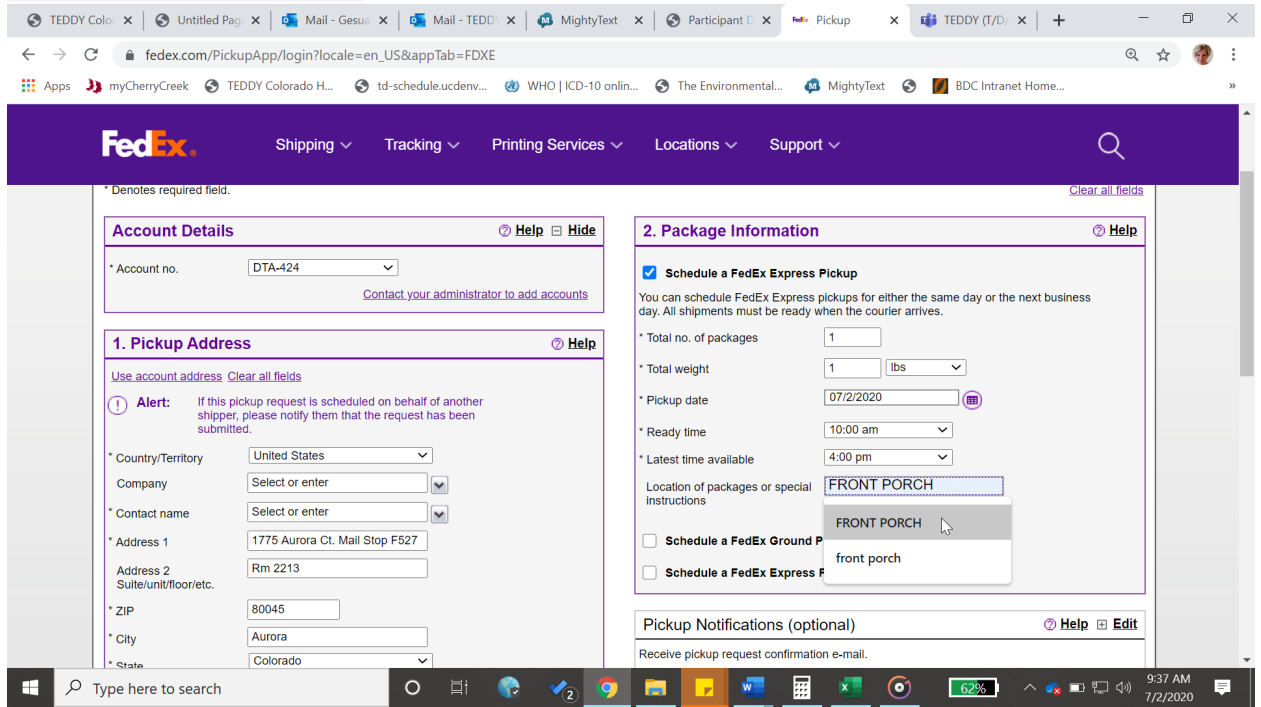 TEDDY Color
Untitled Pag
Mail - Gesua
Mail - TEDD
MightyText
Participant D
FedEx Pickup
TEDDY (T/D/
fedex.com/PickupApp/login?locale=en_US&appTab=FDXE
Apps myCherryCreek TEDDY Colorado H... td-schedule.ucdenv... WHO | ICD-10 onlin... The Environmental... MightyText BDC Intranet Home... »
FedEx. Shipping Tracking Printing Services Locations Support
* Denotes required field. Clear all fields
Account Details Help Hide
* Account no. DTA-424
Contact your administrator to add accounts
1. Pickup Address Help
Use account address Clear all fields
Alert: If this pickup request is scheduled on behalf of another
shipper, please notify them that the request has been
submitted.
* Country/Territory United States
Company Select or enter
* Contact name Select or enter
* Address 1 1775 Aurora Ct. Mail Stop F527
Address 2 Rm 2213
Suite/unit/floor/etc.
* ZIP 80045
* City Aurora
* State Colorado
2. Package Information Help
Schedule a FedEx Express Pickup
You can schedule FedEx Express pickups for either the same day or the next business
day. All shipments must be ready when the courier arrives.
* Total no. of packages 1
* Total weight 1 lbs
* Pickup date 07/2/2020
* Ready time 10:00 am
* Latest time available 4:00 pm
Location of packages or special FRONT PORCH
instructions
FRONT PORCH
front porch
Schedule a FedEx Ground P
Schedule a FedEx Express F
Pickup Notifications (optional) Help Edit
Receive pickup request confirmation e-mail.
Type here to search
2
62%
9:37 AM
7/2/2020